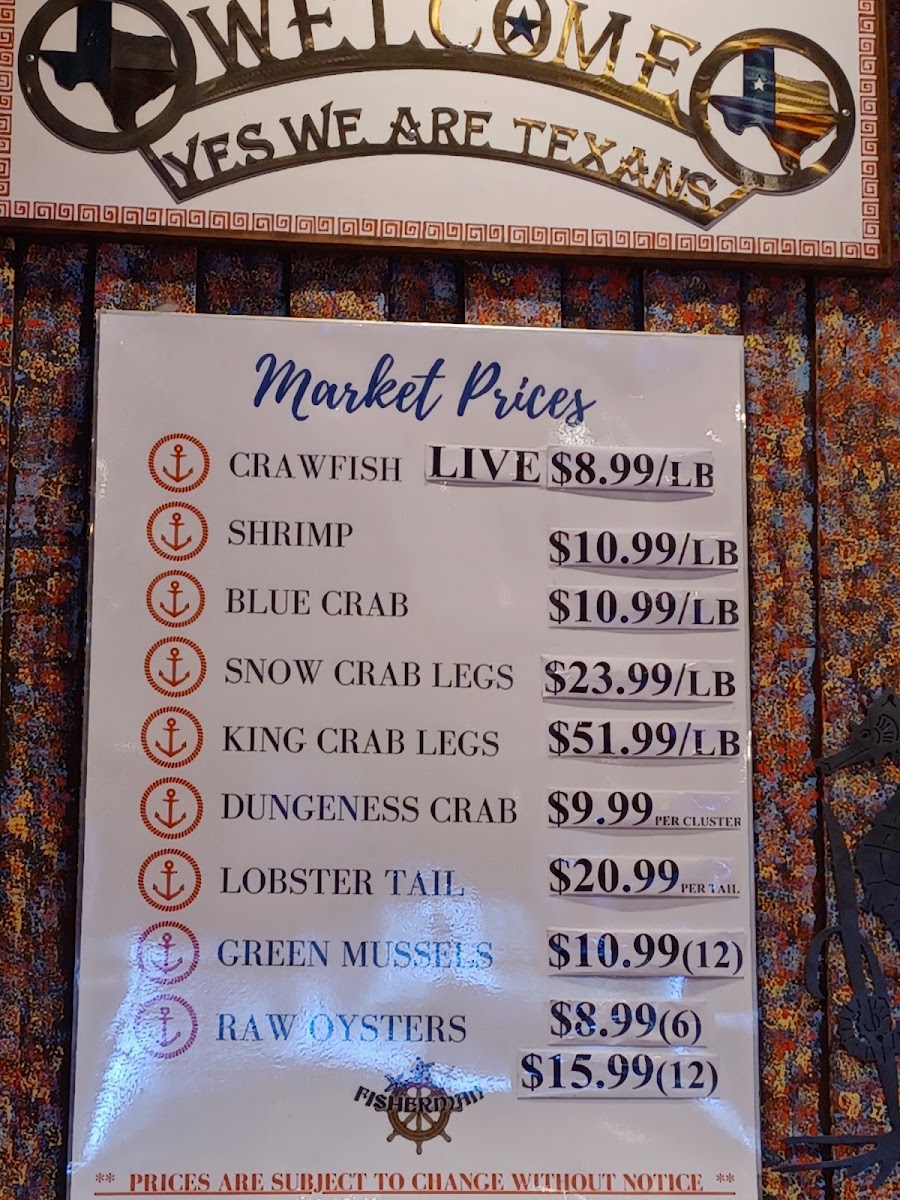 WELCOME
YES WE ARE TEXANS
Market Prices
CRAWFISH LIVE $8.99/LB
SHRIMP $10.99/LB
BLUE CRAB $10.99/LB
SNOW CRAB LEGS $23.99/LB
KING CRAB LEGS $51.99/LB
DUNGENESS CRAB $9.99 PER CLUSTER
LOBSTER TAIL $20.99 PER TAIL
GREEN MUSSELS $10.99(12)
RAW OYSTERS $8.99(6)
$15.99(12)
FISHERMAN
** PRICES ARE SUBJECT TO CHANGE WITHOUT NOTICE **